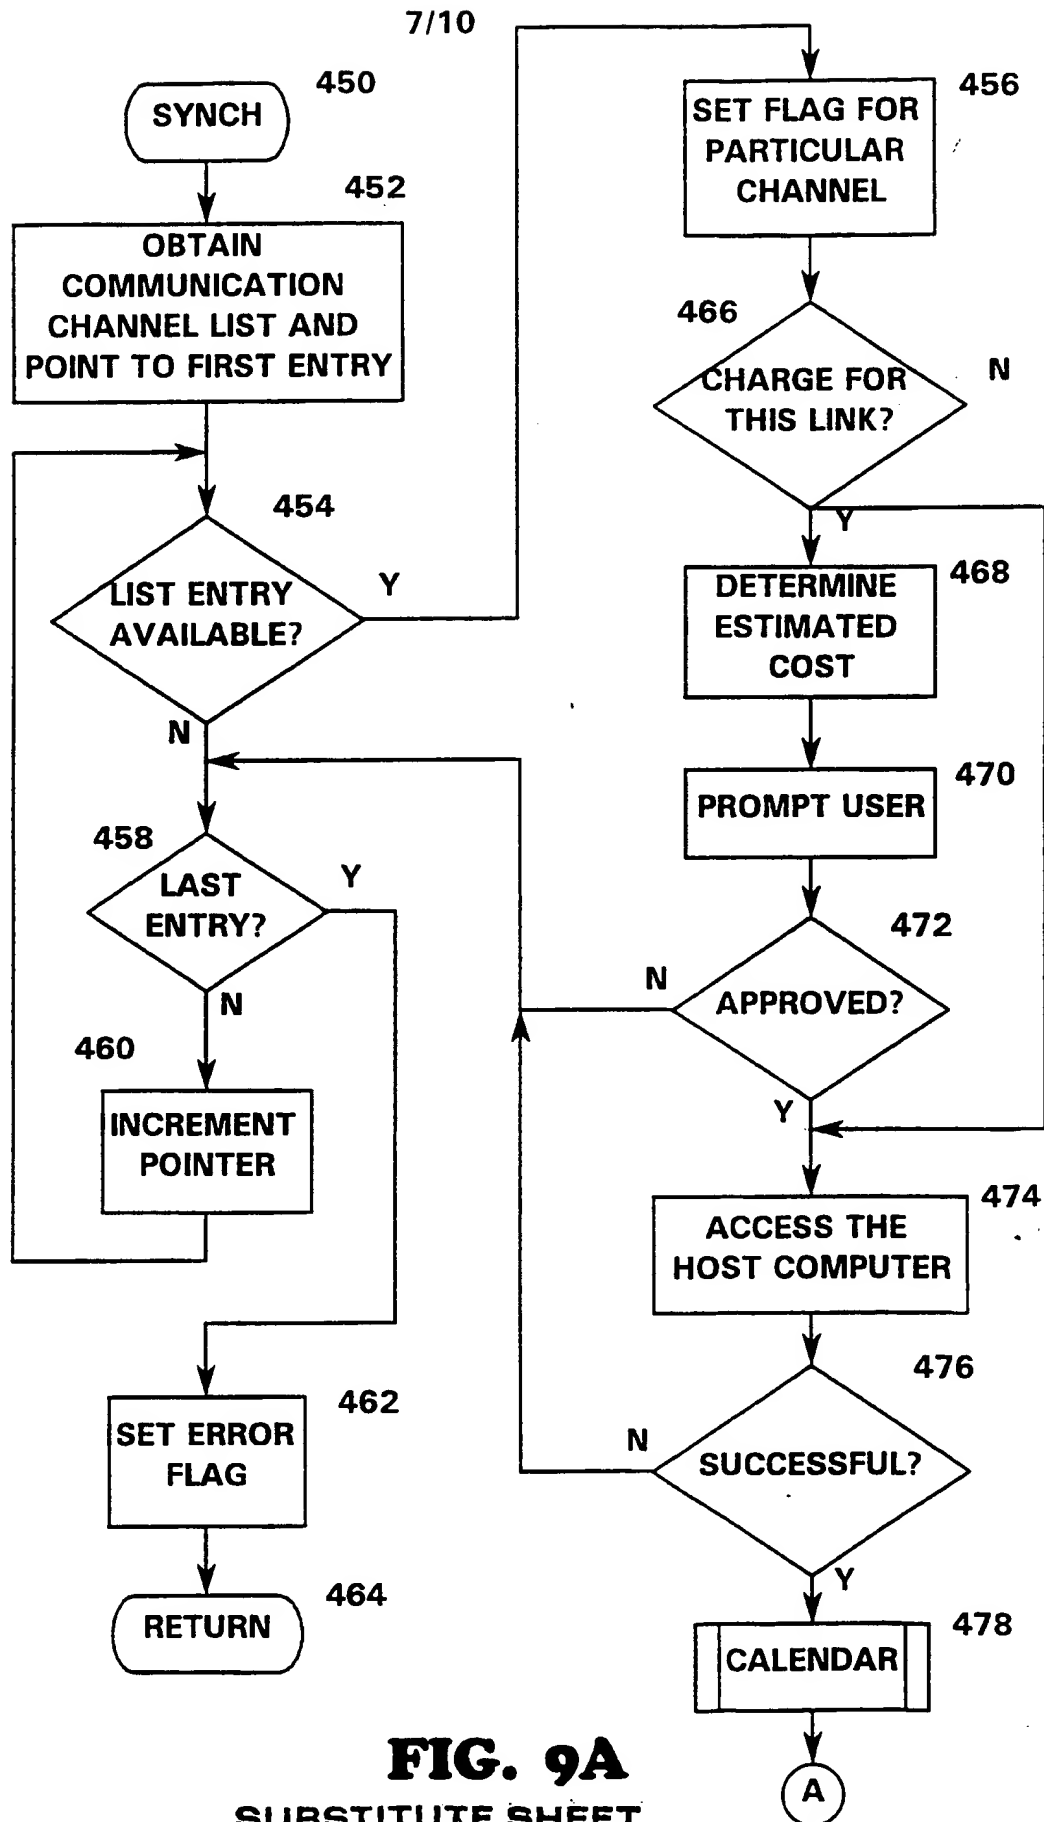 7/10
450
SYNCH
452
OBTAIN
COMMUNICATION
CHANNEL LIST AND
POINT TO FIRST ENTRY
454
LIST ENTRY
AVAILABLE?
Y
N
458
LAST
ENTRY?
Y
N
460
INCREMENT
POINTER
462
SET ERROR
FLAG
464
RETURN
456
SET FLAG FOR
PARTICULAR
CHANNEL
466
CHARGE FOR
THIS LINK?
N
Y
468
DETERMINE
ESTIMATED
COST
470
PROMPT USER
472
APPROVED?
N
Y
474
ACCESS THE
HOST COMPUTER
476
SUCCESSFUL?
N
Y
478
CALENDAR
A
FIG. 9A
SUBSTITUTE SHEET